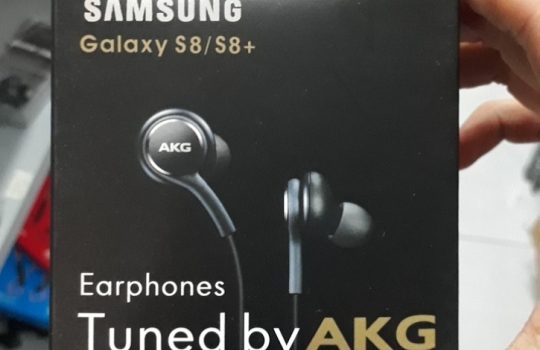 SAMSUNG
Galaxy S8/S8+
AKG
Earphones
Tuned by AKG